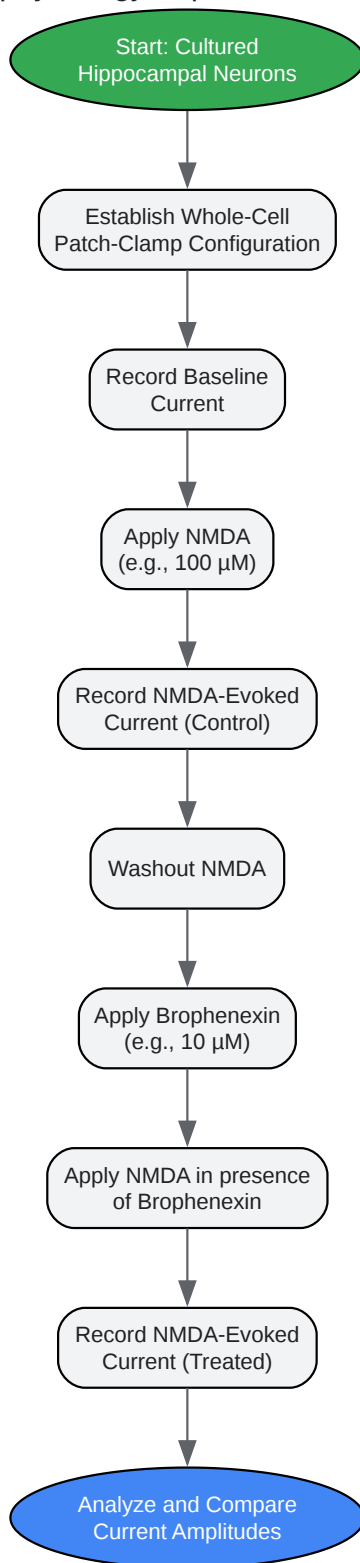 Start: Cultured
Hippocampal Neurons
Establish Whole-Cell
Patch-Clamp Configuration
Record Baseline
Current
Apply NMDA
(e.g., 100 µM)
Record NMDA-Evoked
Current (Control)
Washout NMDA
Apply Brophenexin
(e.g., 10 µM)
Apply NMDA in presence
of Brophenexin
Record NMDA-Evoked
Current (Treated)
Analyze and Compare
Current Amplitudes